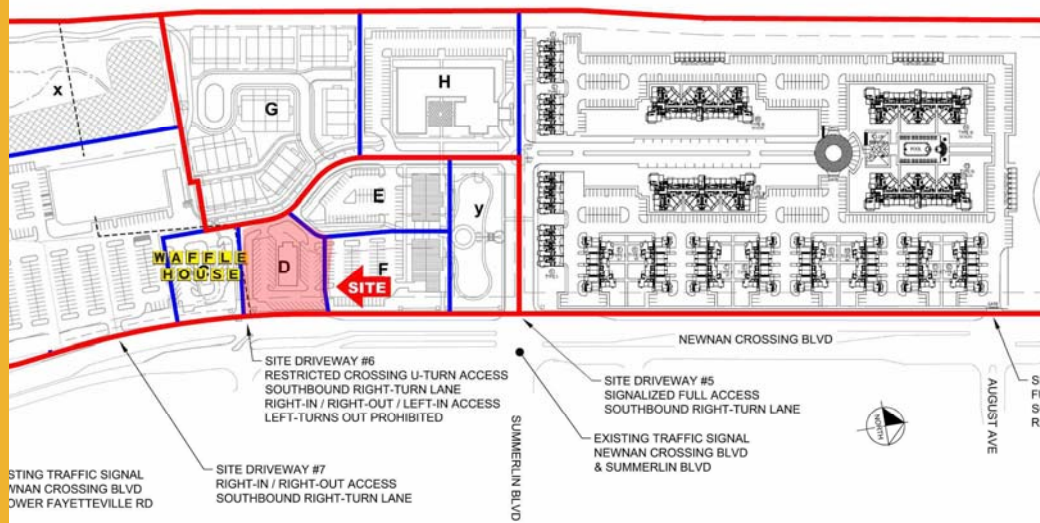 x
G
H
E
y
POOL
WAFFLE
HOUSE
D
F
SITE
NEWNAN CROSSING BLVD
SITE DRIVEWAY #6
RESTRICTED CROSSING U-TURN ACCESS
SOUTHBOUND RIGHT-TURN LANE
RIGHT-IN / RIGHT-OUT / LEFT-IN ACCESS
LEFT-TURNS OUT PROHIBITED
SITE DRIVEWAY #5
SIGNALIZED FULL ACCESS
SOUTHBOUND RIGHT-TURN LANE
EXISTING TRAFFIC SIGNAL
NEWNAN CROSSING BLVD
& SUMMERLIN BLVD
SUMMERLIN BLVD
NORTH
AUGUST AVE
S
FU
SO
R
STING TRAFFIC SIGNAL
WNAN CROSSING BLVD
OWER FAYETTEVILLE RD
SITE DRIVEWAY #7
RIGHT-IN / RIGHT-OUT ACCESS
SOUTHBOUND RIGHT-TURN LANE